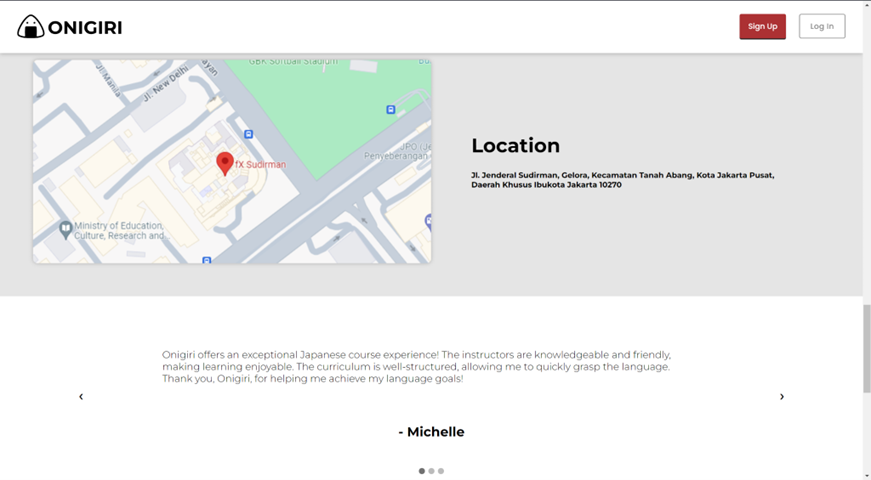 ONIGIRI
Sign Up
Log In
GBK Softball Stadium
Jl. Manila
Jl. New Delhi
fX Sudirman
JPO (Je
Penyeberangan
Ministry of Education,
Culture, Research and...
Location
Jl. Jenderal Sudirman, Gelora, Kecamatan Tanah Abang, Kota Jakarta Pusat,
Daerah Khusus Ibukota Jakarta 10270
Onigiri offers an exceptional Japanese course experience! The instructors are knowledgeable and friendly,
making learning enjoyable. The curriculum is well-structured, allowing me to quickly grasp the language.
Thank you, Onigiri, for helping me achieve my language goals!
- Michelle